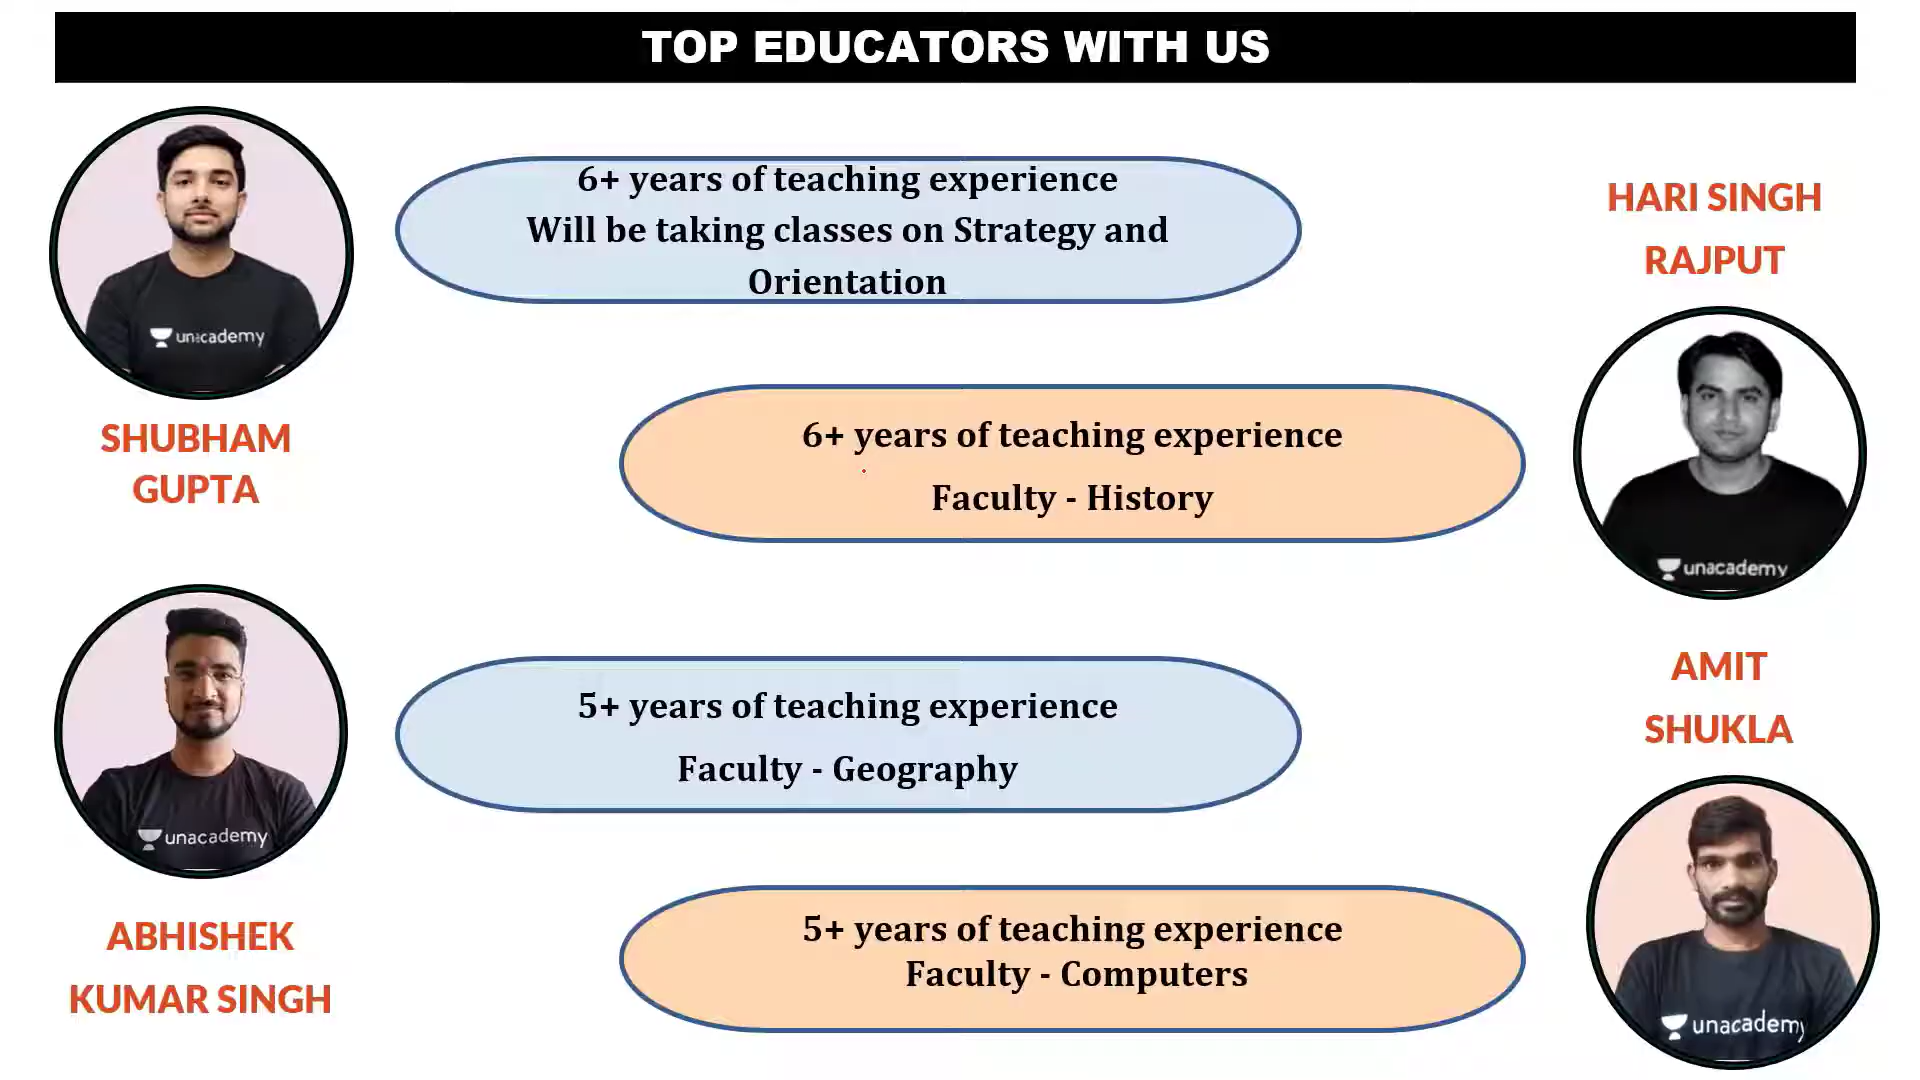 TOP EDUCATORS WITH US
6+ years of teaching experience
Will be taking classes on Strategy and
Orientation
unacademy
SHUBHAM
GUPTA
HARI SINGH
RAJPUT
6+ years of teaching experience
Faculty - History
unacademy
5+ years of teaching experience
Faculty - Geography
unacademy
ABHISHEK
KUMAR SINGH
AMIT
SHUKLA
5+ years of teaching experience
Faculty - Computers
unacademy